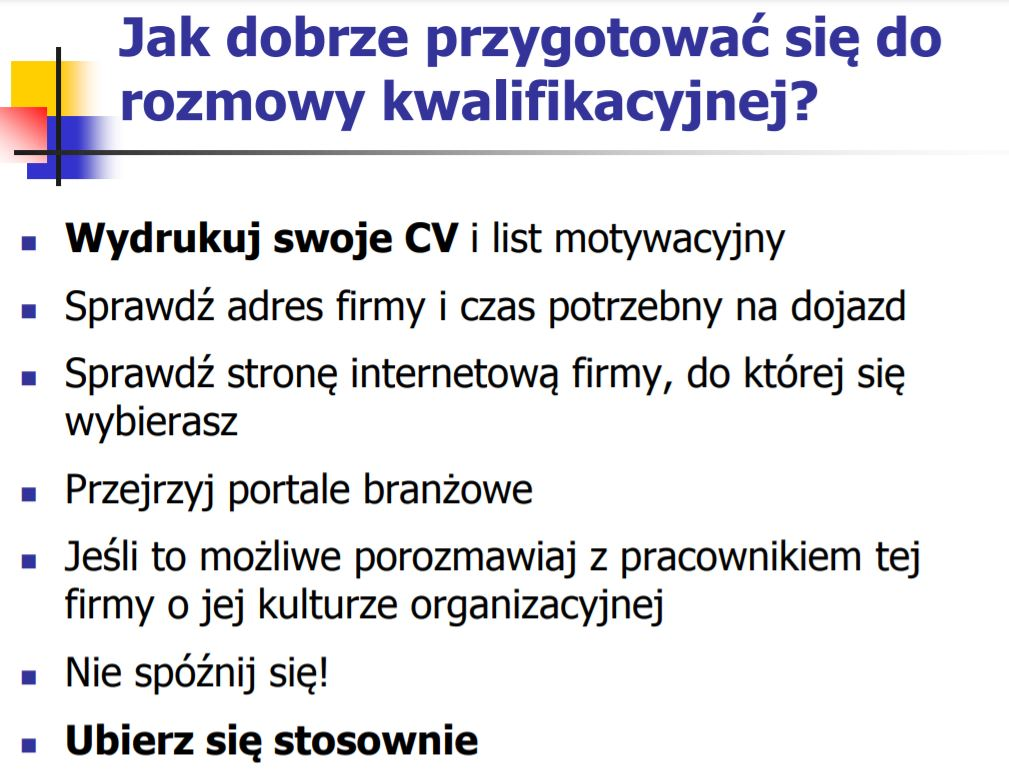 Jak dobrze przygotować się do
rozmowy kwalifikacyjnej?
Wydrukuj swoje CV i list motywacyjny
Sprawdź adres firmy i czas potrzebny na dojazd
Sprawdź stronę internetową firmy, do której się
wybierasz
Przejrzyj portale branżowe
Jeśli to możliwe porozmawiaj z pracownikiem tej
firmy o jej kulturze organizacyjnej
Nie spóźnij się!
Ubierz się stosownie